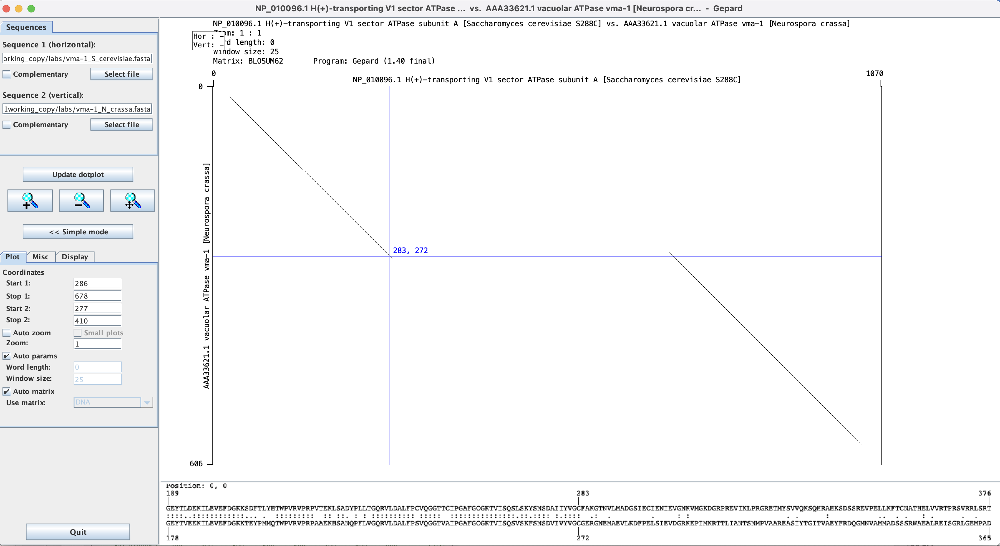 NP_010096.1 H(+)-transporting V1 sector ATPase ... vs. AAA33621.1 vacuolar ATPase vma-1 [Neurospora cr... - Gepard
Sequences
Sequence 1 (horizontal):
orking_copy/labs/vma-1_S_cerevisiae.fasta
Complementary
Select file
Sequence 2 (vertical):
1working_copy/labs/vma-1_N_crassa.fasta
Complementary
Select file
Update dotplot
<< Simple mode
Plot
Misc
Display
Coordinates
Start 1: 286
Stop 1: 678
Start 2: 277
Stop 2: 410
Auto zoom
Small plots
Zoom: 1
Auto params
Word length: 0
Window size: 25
Auto matrix
Use matrix: DNA
Quit
NP_010096.1 H(+)-transporting V1 sector ATPase subunit A [Saccharomyces cerevisiae S288C] vs. AAA33621.1 vacuolar ATPase vma-1 [Neurospora crassa]
Hor : -
Vert: -
om: 1 : 1
rd length: 0
Window size: 25
Matrix: BLOSUM62 Program: Gepard (1.40 final)
0
1070
NP_010096.1 H(+)-transporting V1 sector ATPase subunit A [Saccharomyces cerevisiae S288C]
0
AAA33621.1 vacuolar ATPase vma-1 [Neurospora crassa]
283, 272
606
Position: 0, 0
189 283 376
GEYTLDEKILEVEFDGKKSDFTLYHTWPVRVPRPVTEKLSADYPLLTGQRVLDALFPCVQGGTTCIPGAFGCGKTVISQSLSKYSNSDAIIYVGCFAKGTNVLMADGSIECIENIEVGNKVMGKDGRPREVIKLPRGRETMYSVVQKSQHRAHKSDSSREVPELLKFTCNATHELVVRTPRSVRRLSRT
GEYTVEEKILEVEFDGKKTEYPMMQTWPVRVPRPAAEKHSANQPFLVGQRVLDALFPSVQGGTVAIPGAFGCGKTVISQSVSKFSNSDVIVYVGCGERGNEMAEVLKDFPELSIEVDGRKEPIMKRTTLIANTSNMPVAAREASIYTGITVAEYFRDQGMNVAMMADSSSRWAEALREISGRLGEMPAD
178 272 365